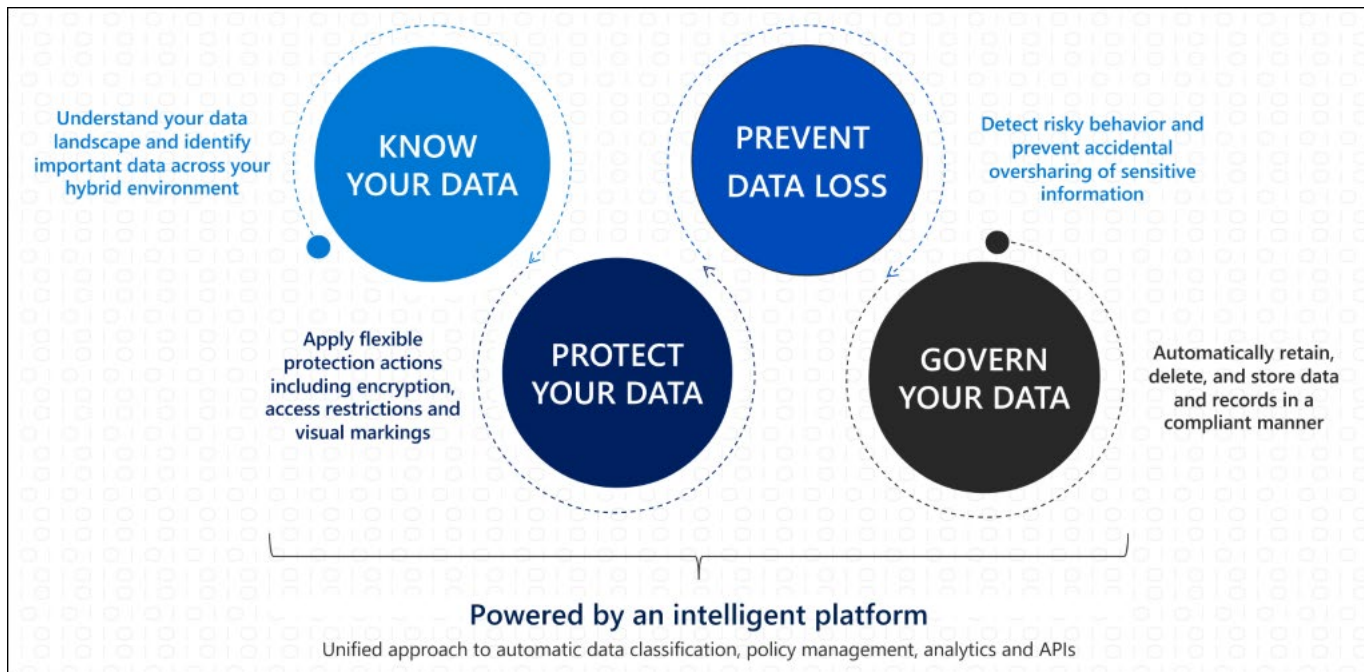 Understand your data
landscape and identify
important data across your
hybrid environment
KNOW
YOUR DATA
Apply flexible
protection actions
including encryption,
access restrictions and
visual markings
PROTECT
YOUR DATA
PREVENT
DATA LOSS
Detect risky behavior and
prevent accidental
oversharing of sensitive
information
GOVERN
YOUR DATA
Automatically retain,
delete, and store data
and records in a
compliant manner
Powered by an intelligent platform
Unified approach to automatic data classification, policy management, analytics and APIs